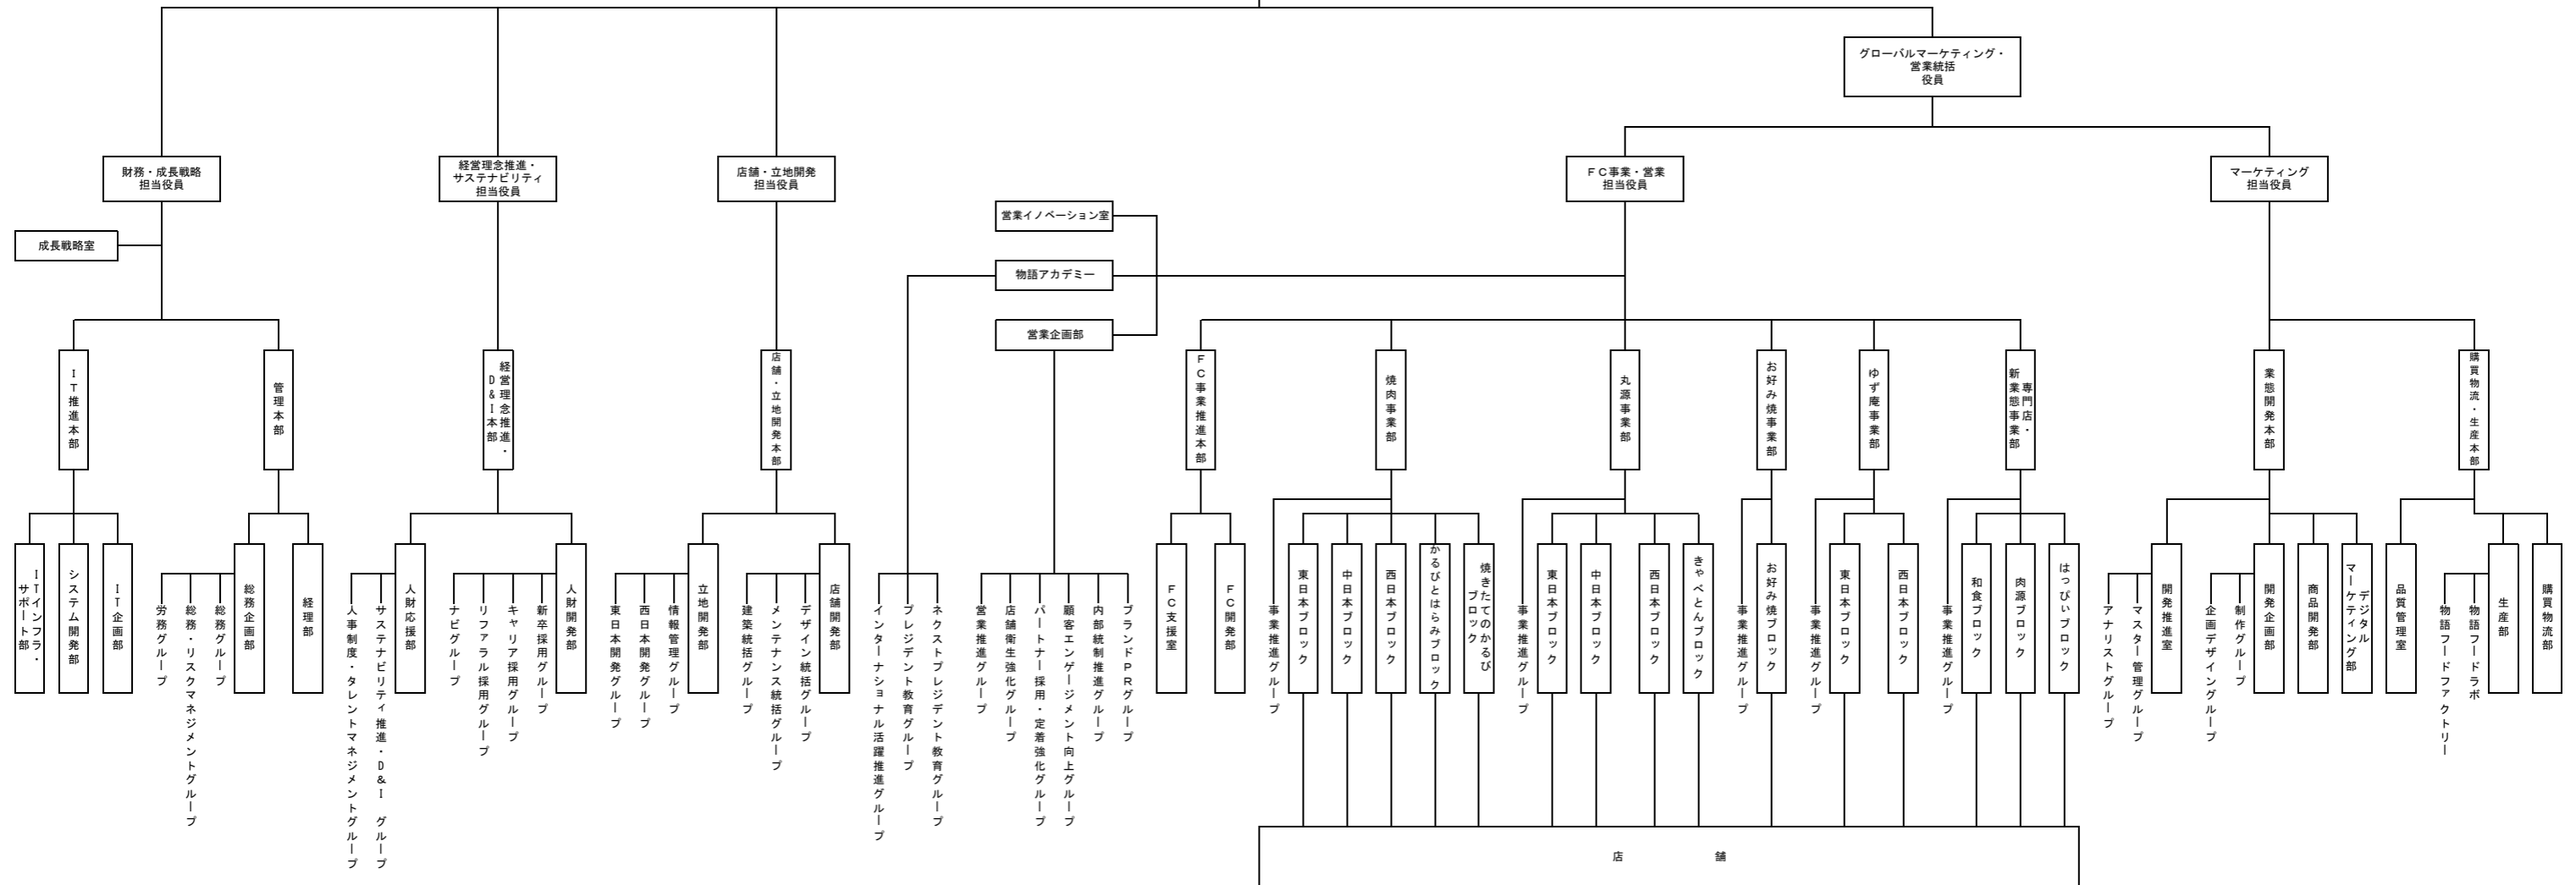 グローバルマーケティング・
営業統括
役員
財務・成長戦略
担当役員
経営理念推進・
サステナビリティ
担当役員
店舗・立地開発
担当役員
ＦＣ事業・営業
担当役員
マーケティング
担当役員
成長戦略室
営業イノベーション室
物語アカデミー
営業企画部
ＩＴ推進本部
管理本部
経営理念推進・
Ｄ＆Ｉ本部
店舗・立地開発本部
ＦＣ事業推進本部
焼肉事業部
丸源事業部
お好み焼事業部
ゆず庵事業部
専門店・
新業態事業部
業態開発本部
購買物流・生産本部
ＩＴインフラ・
サポート部
システム開発部
ＩＴ企画部
労務グループ
総務・リスクマネジメントグループ
総務グループ
総務企画部
経理部
人事制度・タレントマネジメントグループ
サステナビリティ推進・Ｄ＆Ｉ グループ
人財応援部
ナビグループ
リファラル採用グループ
キャリア採用グループ
新卒採用グループ
人財開発部
東日本開発グループ
西日本開発グループ
情報管理グループ
立地開発部
建築統括グループ
メンテナンス統括グループ
デザイン統括グループ
店舗開発部
インターナショナル活躍推進グループ
プレジデント教育グループ
ネクストプレジデント教育グループ
営業推進グループ
店舗衛生強化グループ
パートナー採用・定着強化グループ
顧客エンゲージメント向上グループ
内部統制推進グループ
ブランドＰＲグループ
ＦＣ支援室
ＦＣ開発部
事業推進グループ
東日本ブロック
中日本ブロック
西日本ブロック
かるびとはらみブロック
焼きたてのかるび
ブロック
事業推進グループ
東日本ブロック
中日本ブロック
西日本ブロック
きゃべとんブロック
事業推進グループ
お好み焼ブロック
事業推進グループ
東日本ブロック
西日本ブロック
事業推進グループ
和食ブロック
肉源ブロック
はっぴぃブロック
アナリストグループ
マスター管理グループ
開発推進室
企画デザイングループ
制作グループ
開発企画部
商品開発部
デジタル
マーケティング部
品質管理室
物語フードファクトリー
物語フードラボ
生産部
購買物流部
店　舗